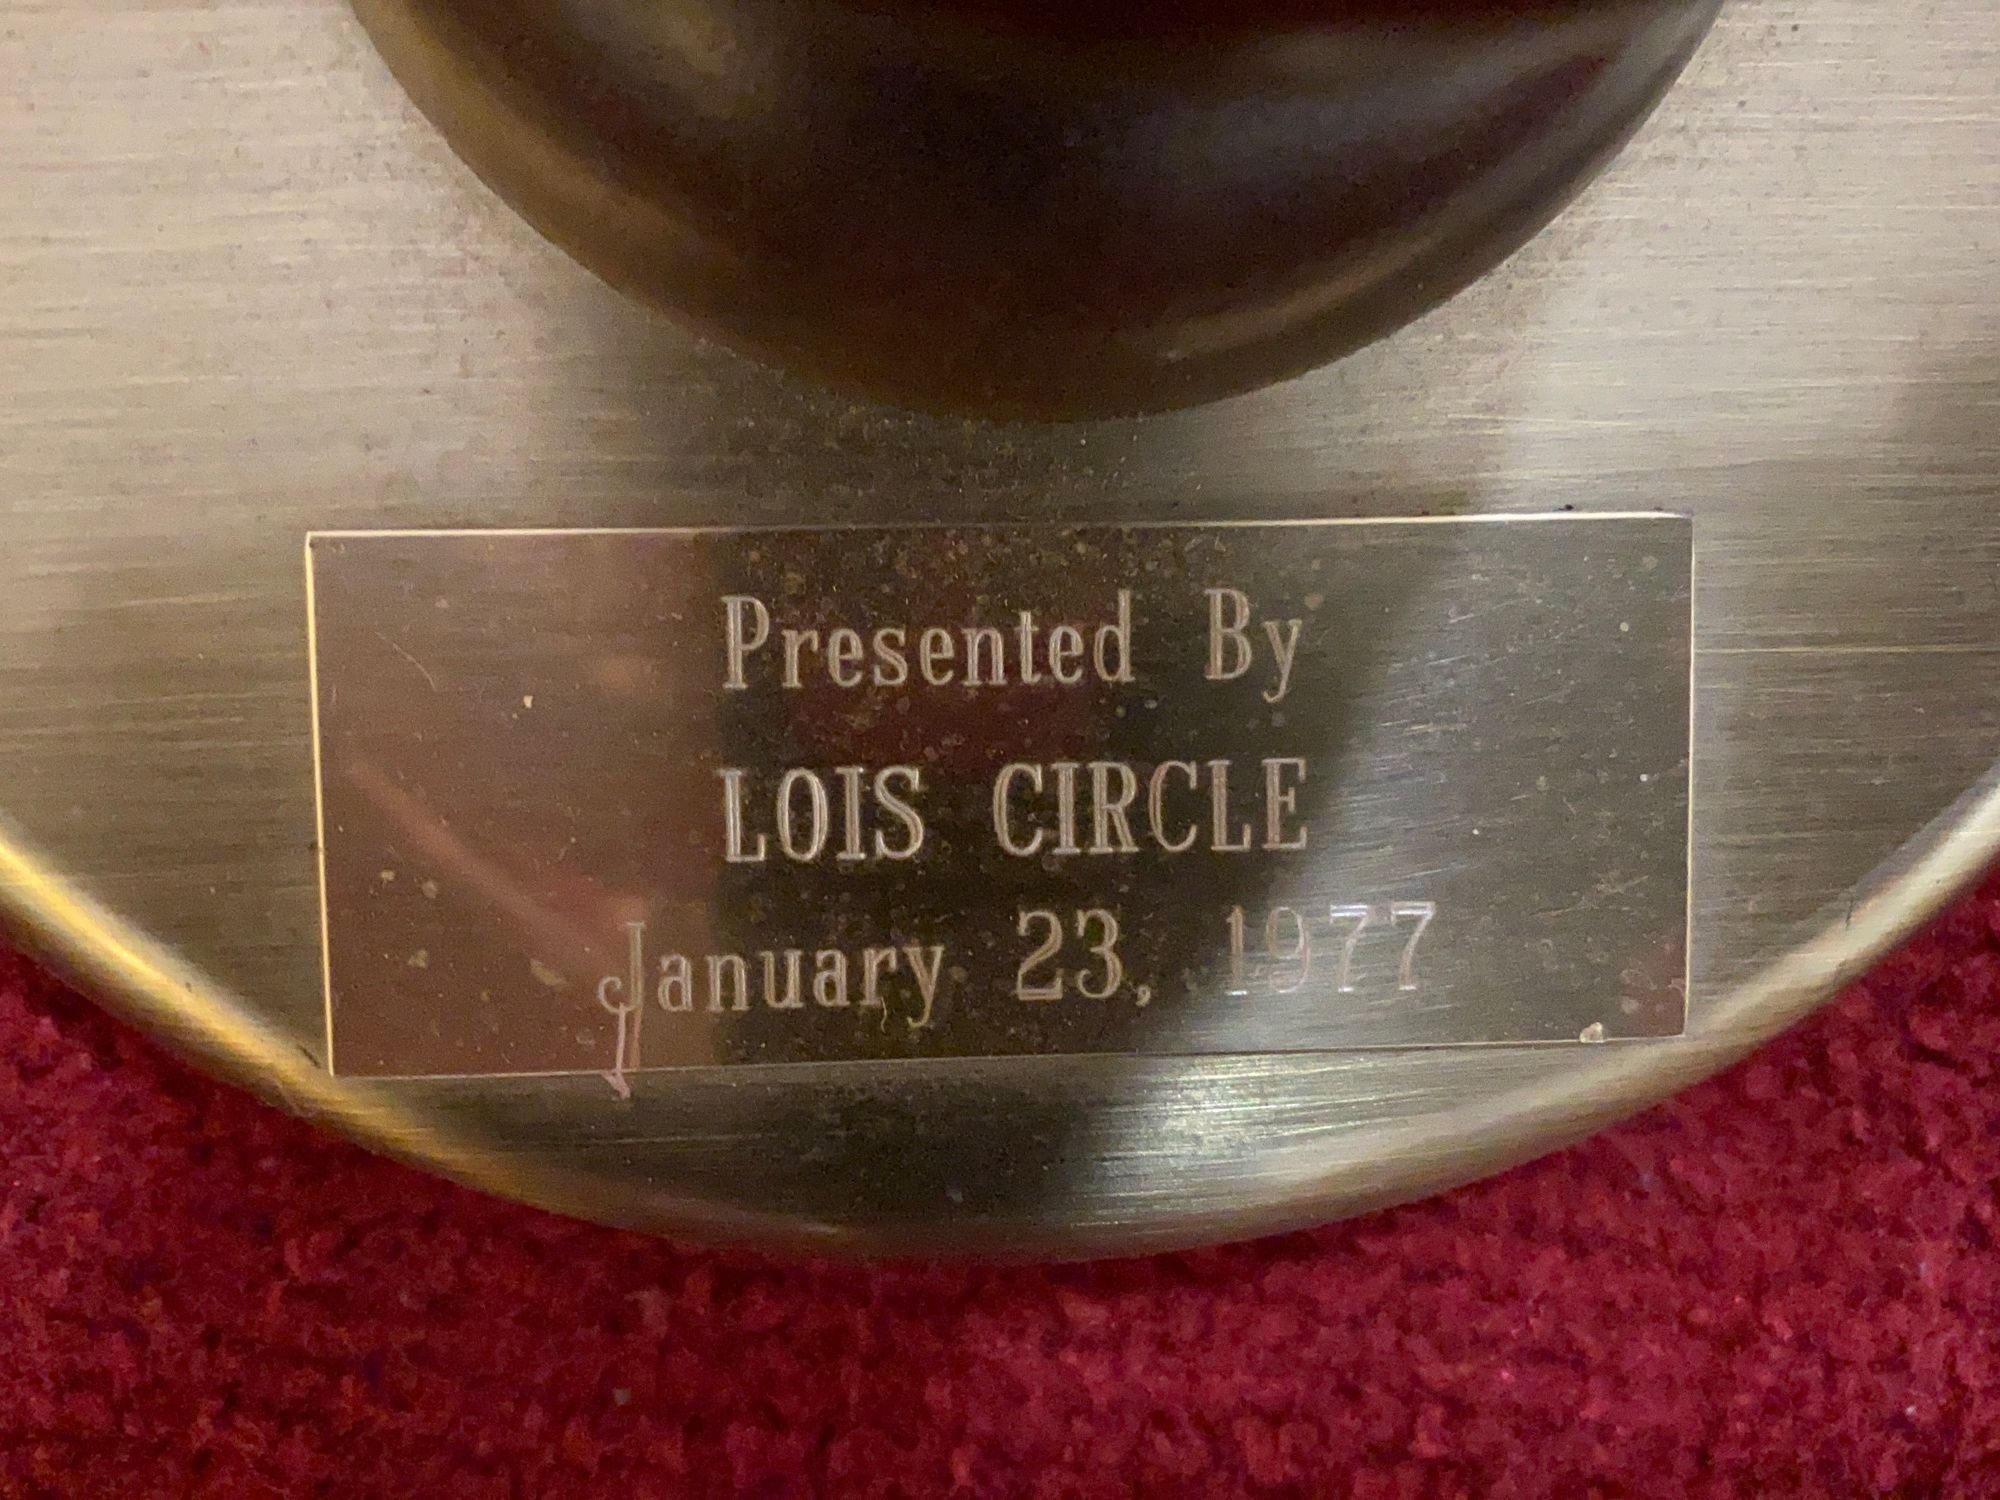 Presented By
LOIS CIRCLE
January 23, 1977